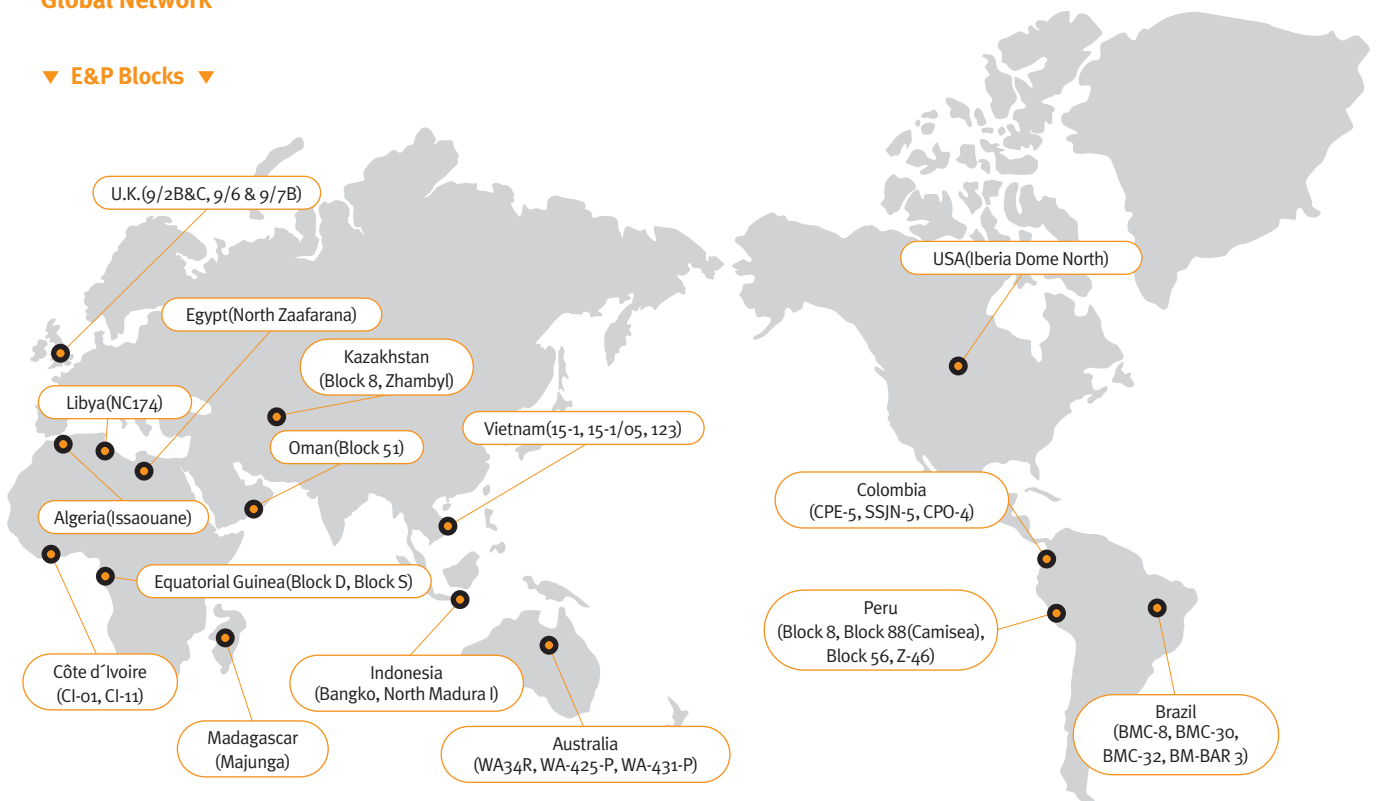 Global Network
▼ E&P Blocks ▼
U.K.(9/2B&C, 9/6 & 9/7B)
USA(Iberia Dome North)
Egypt(North Zaafarana)
Kazakhstan
(Block 8, Zhambyl)
Libya(NC174)
Vietnam(15-1, 15-1/05, 123)
Oman(Block 51)
Colombia
(CPE-5, SSJN-5, CPO-4)
Algeria(Issaouane)
Equatorial Guinea(Block D, Block S)
Peru
(Block 8, Block 88(Camisea),
Block 56, Z-46)
Côte d´Ivoire
(CI-01, CI-11)
Indonesia
(Bangko, North Madura I)
Brazil
(BMC-8, BMC-30,
BMC-32, BM-BAR 3)
Madagascar
(Majunga)
Australia
(WA34R, WA-425-P, WA-431-P)